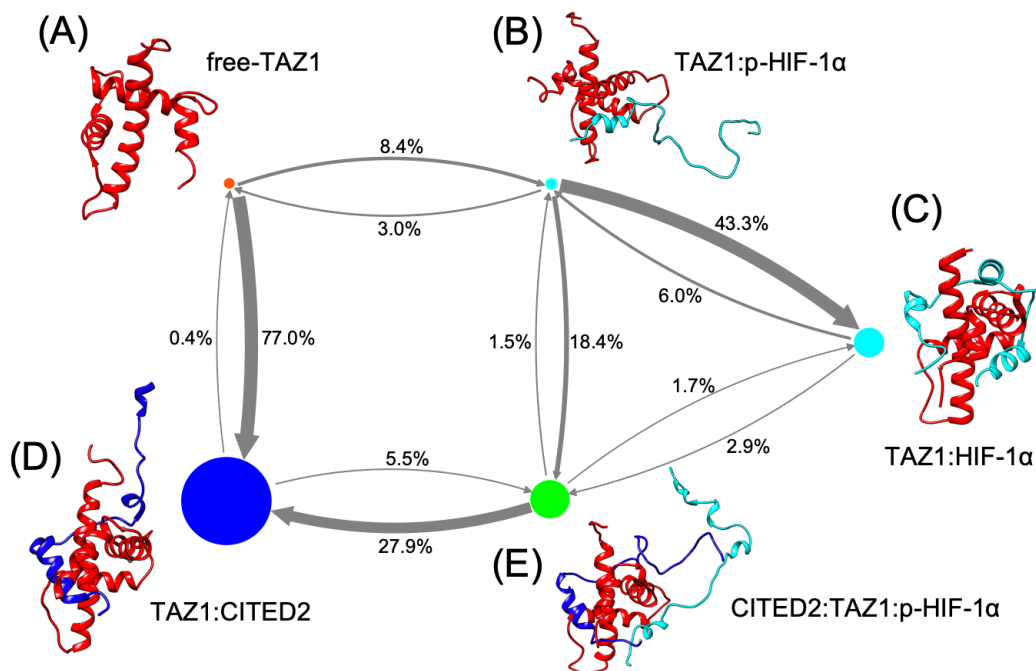 (A)
free-TAZ1
(B)
TAZ1:p-HIF-1α
8.4%
3.0%
43.3%
(C)
6.0%
0.4%
77.0%
1.5%
18.4%
1.7%
2.9%
TAZ1:HIF-1α
(D)
5.5%
27.9%
(E)
TAZ1:CITED2
CITED2:TAZ1:p-HIF-1α